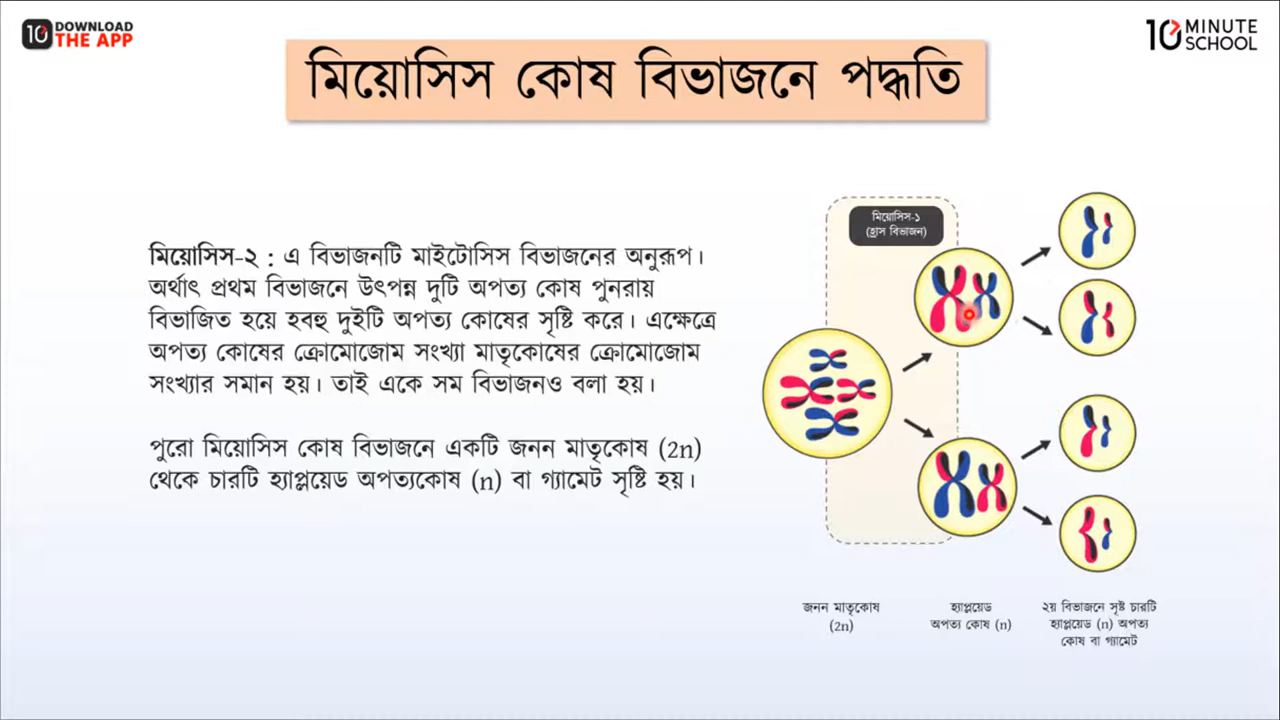 10 DOWNLOAD
THE APP
10 MINUTE
SCHOOL
মিয়োসিস কোষ বিভাজনে পদ্ধতি
মিয়োসিস-২ : এ বিভাজনটি মাইটোসিস বিভাজনের অনুরূপ।
অর্থাৎ প্রথম বিভাজনে উৎপন্ন দুটি অপত্য কোষ পুনরায়
বিভাজিত হয়ে হবহু দুইটি অপত্য কোষের সৃষ্টি করে। এক্ষেত্রে
অপত্য কোষের ক্রোমোজোম সংখ্যা মাতৃকোষের ক্রোমোজোম
সংখ্যার সমান হয়। তাই একে সম বিভাজনও বলা হয়।
পুরো মিয়োসিস কোষ বিভাজনে একটি জনন মাতৃকোষ (2n)
থেকে চারটি হ্যাপ্লয়েড অপত্যকোষ (n) বা গ্যামেট সৃষ্টি হয়।
মিয়োসিস-১
(হ্রাস বিভাজন)
জনন মাতৃকোষ
(2n)
হ্যাপ্লয়েড
অপত্য কোষ (n)
২য় বিভাজনে সৃষ্ট চারটি
হ্যাপ্লয়েড (n) অপত্য
কোষ বা গ্যামেট